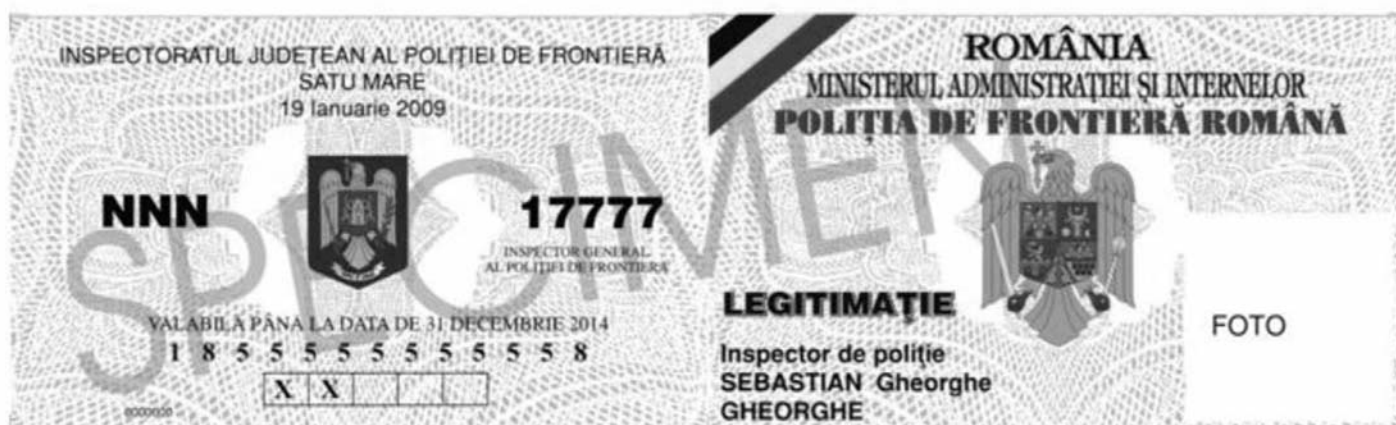 INSPECTORATUL JUDEȚEAN AL POLIȚIEI DE FRONTIERĂ
SATU MARE
19 Ianuarie 2009
NNN
17777
INSPECTOR GENERAL
AL POLIȚIEI DE FRONTIERĂ
VALABILĂ PÂNA LA DATA DE 31 DECEMBRIE 2014
1 8 5 5 5 5 5 5 5 5 5 5 8
X X
0000000
SPECIMEN
ROMÂNIA
MINISTERUL ADMINISTRAȚIEI ȘI INTERNELOR
POLIȚIA DE FRONTIERĂ ROMÂNĂ
LEGITIMAȚIE
Inspector de poliție
SEBASTIAN Gheorghe
GHEORGHE
FOTO